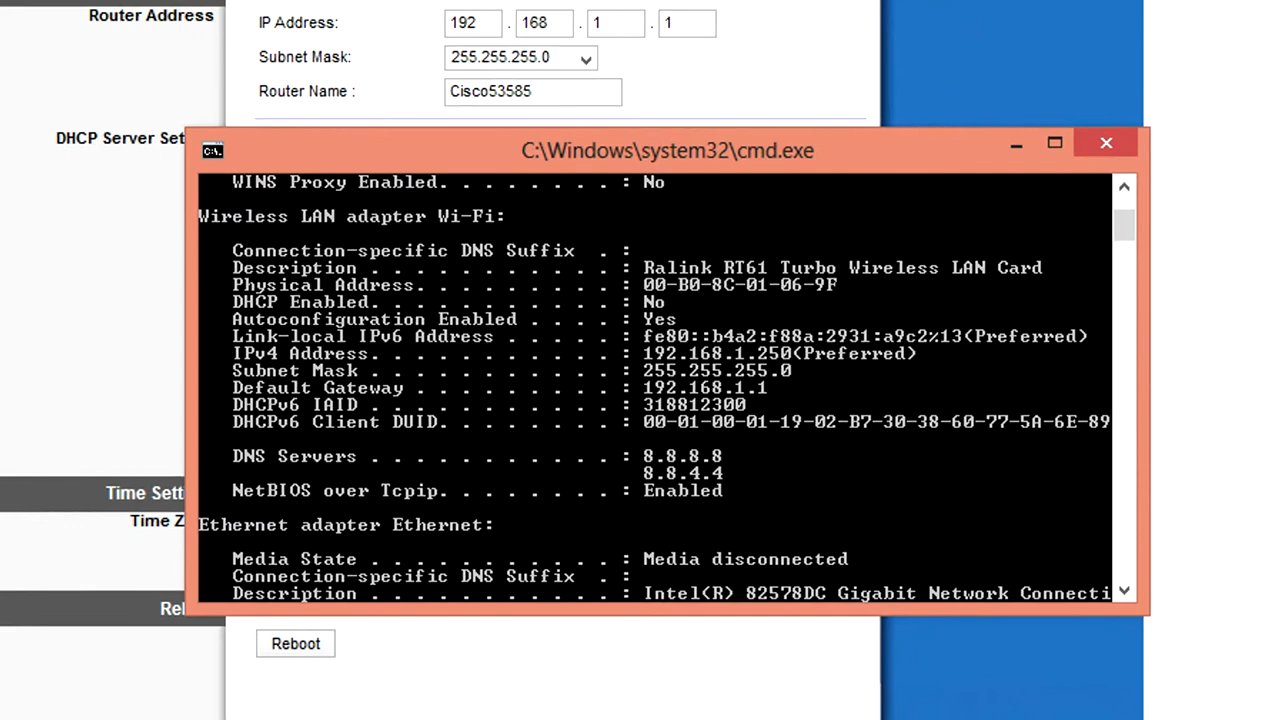 Router Address
IP Address: 192 . 168 . 1 . 1
Subnet Mask: 255.255.255.0
Router Name : Cisco53585
DHCP Server Set
C:\Windows\system32\cmd.exe
WINS Proxy Enabled. . . . . . . . : No
Wireless LAN adapter Wi-Fi:
Connection-specific DNS Suffix . :
Description . . . . . . . . . . . : Ralink RT61 Turbo Wireless LAN Card
Physical Address. . . . . . . . . : 00-B0-8C-01-06-9F
DHCP Enabled. . . . . . . . . . . : No
Autoconfiguration Enabled . . . . : Yes
Link-local IPv6 Address . . . . . : fe80::b4a2:f88a:2931:a9c2%13(Preferred)
IPv4 Address. . . . . . . . . . . : 192.168.1.250(Preferred)
Subnet Mask . . . . . . . . . . . : 255.255.255.0
Default Gateway . . . . . . . . . : 192.168.1.1
DHCPv6 IAID . . . . . . . . . . . : 318812300
DHCPv6 Client DUID. . . . . . . . : 00-01-00-01-19-02-B7-30-38-60-77-5A-6E-89
DNS Servers . . . . . . . . . . . : 8.8.8.8
8.8.4.4
NetBIOS over Tcpip. . . . . . . . : Enabled
Time Sett
Time Z
Ethernet adapter Ethernet:
Media State . . . . . . . . . . . : Media disconnected
Connection-specific DNS Suffix . :
Description . . . . . . . . . . . : Intel(R) 82578DC Gigabit Network Connecti
Re
Reboot